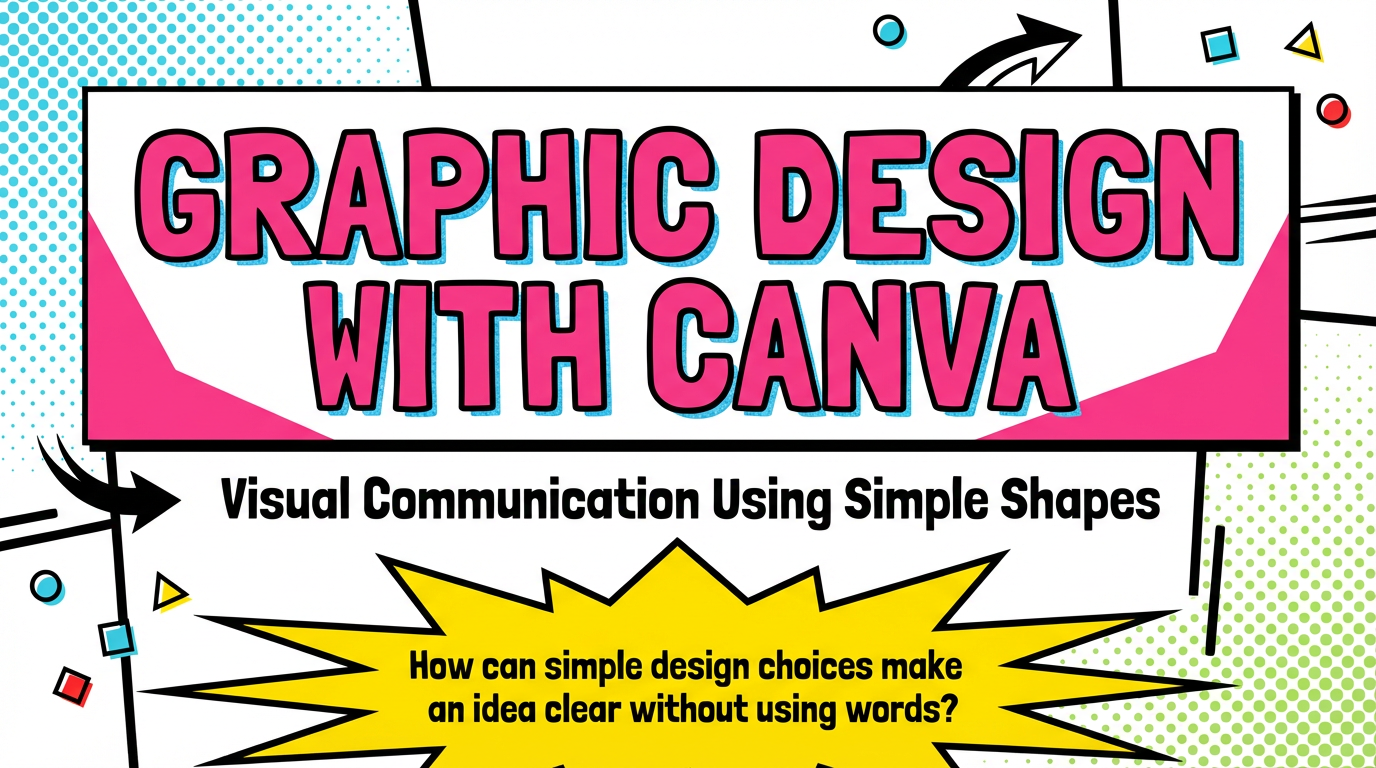 GRAPHIC DESIGN
WITH CANVA
Visual Communication Using Simple Shapes
How can simple design choices make
an idea clear without using words?